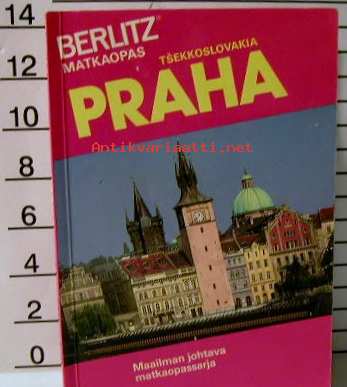 14
12
10
8
6
4
2
0
BERLITZ®
MATKAOPAS
TŠEKKOSLOVAKIA
PRAHA
Antikvariaatti.net
Maailman johtava
matkaopassarja